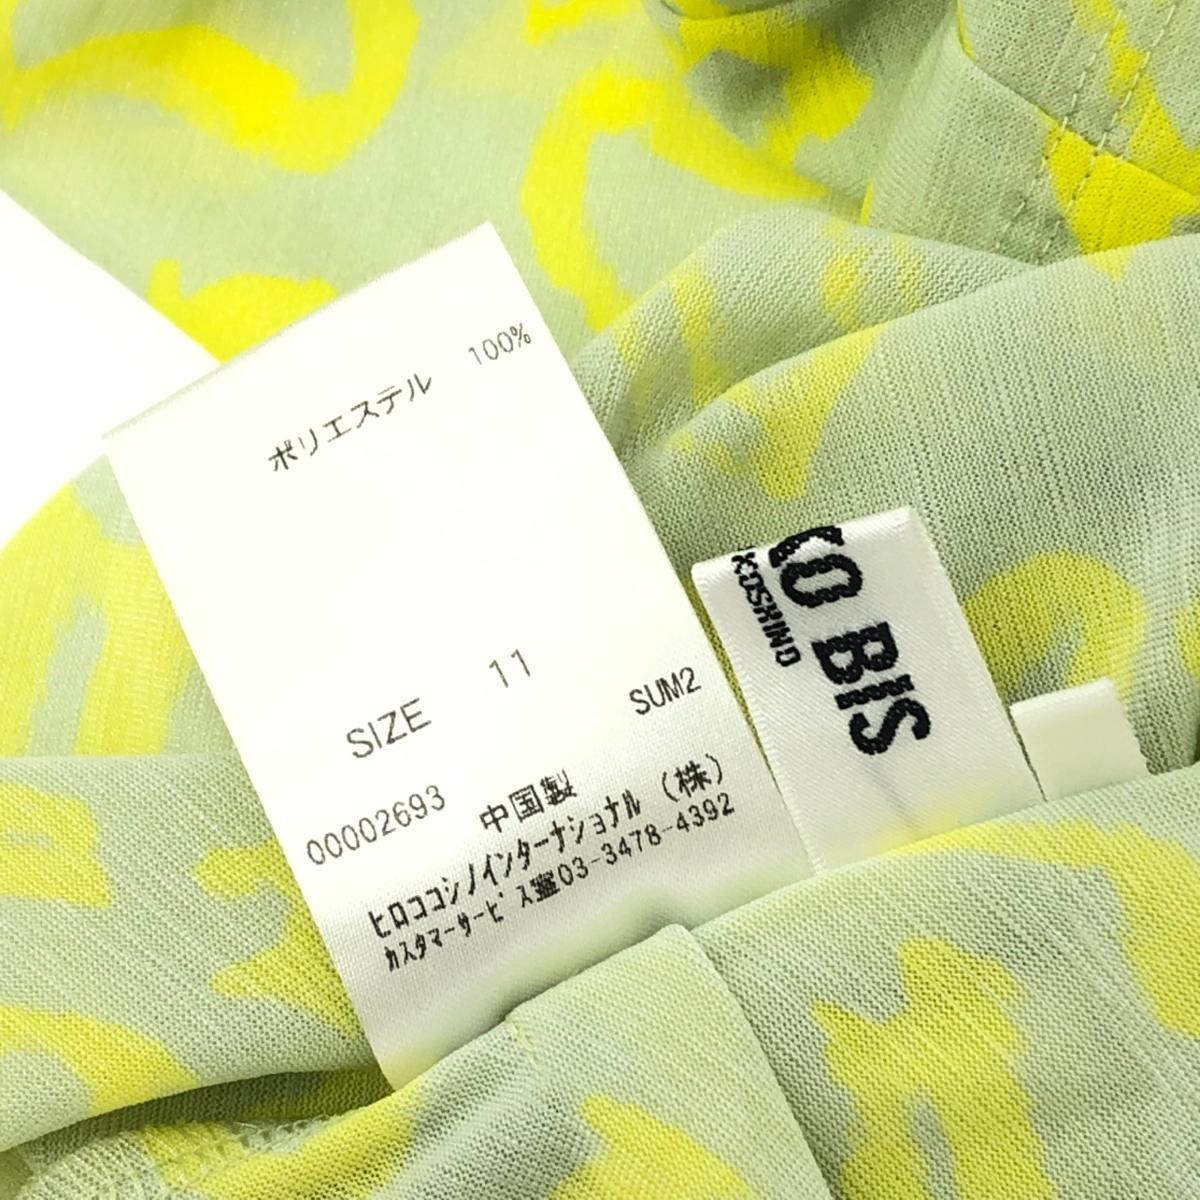 ポリエステル 100%
SIZE 11
SUM2
00002693 中国製
ヒロココシノインターナショナル (株)
カスタマーサービス室03-3478-4392
KO BIS
KOSHINO